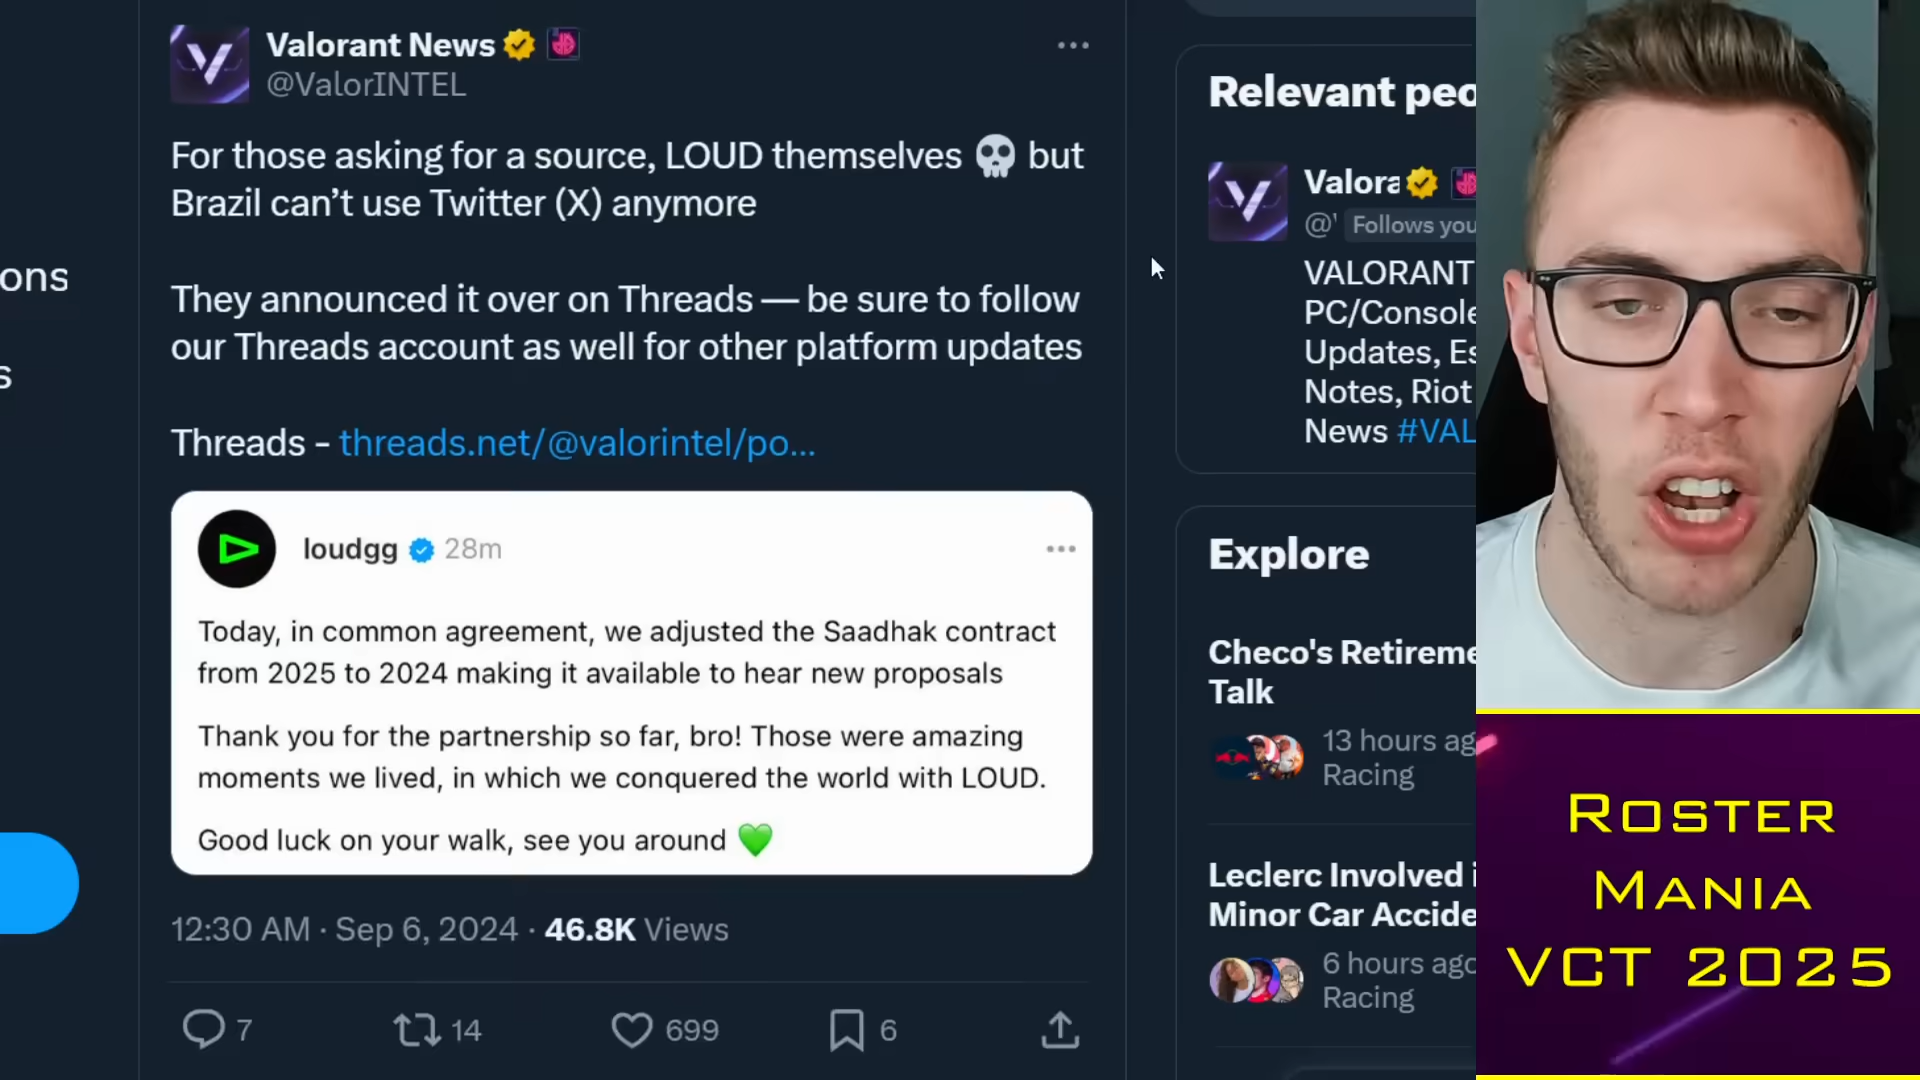 Valorant News
@ValorINTEL
For those asking for a source, LOUD themselves 💀 but
Brazil can't use Twitter (X) anymore
They announced it over on Threads — be sure to follow
our Threads account as well for other platform updates
Threads - threads.net/@valorintel/po...
loudgg 28m
Today, in common agreement, we adjusted the Saadhak contract
from 2025 to 2024 making it available to hear new proposals
Thank you for the partnership so far, bro! Those were amazing
moments we lived, in which we conquered the world with LOUD.
Good luck on your walk, see you around 💚
12:30 AM · Sep 6, 2024 · 46.8K Views
7 14 699 6
ons
s
Relevant peo
Valora
@V Follows you
VALORANT
PC/Console
Updates, Es
Notes, Riot
News #VAL
Explore
Checo's Retireme
Talk
13 hours ag
Racing
Leclerc Involved i
Minor Car Accide
6 hours ago
Racing
ROSTER
MANIA
VCT 2025